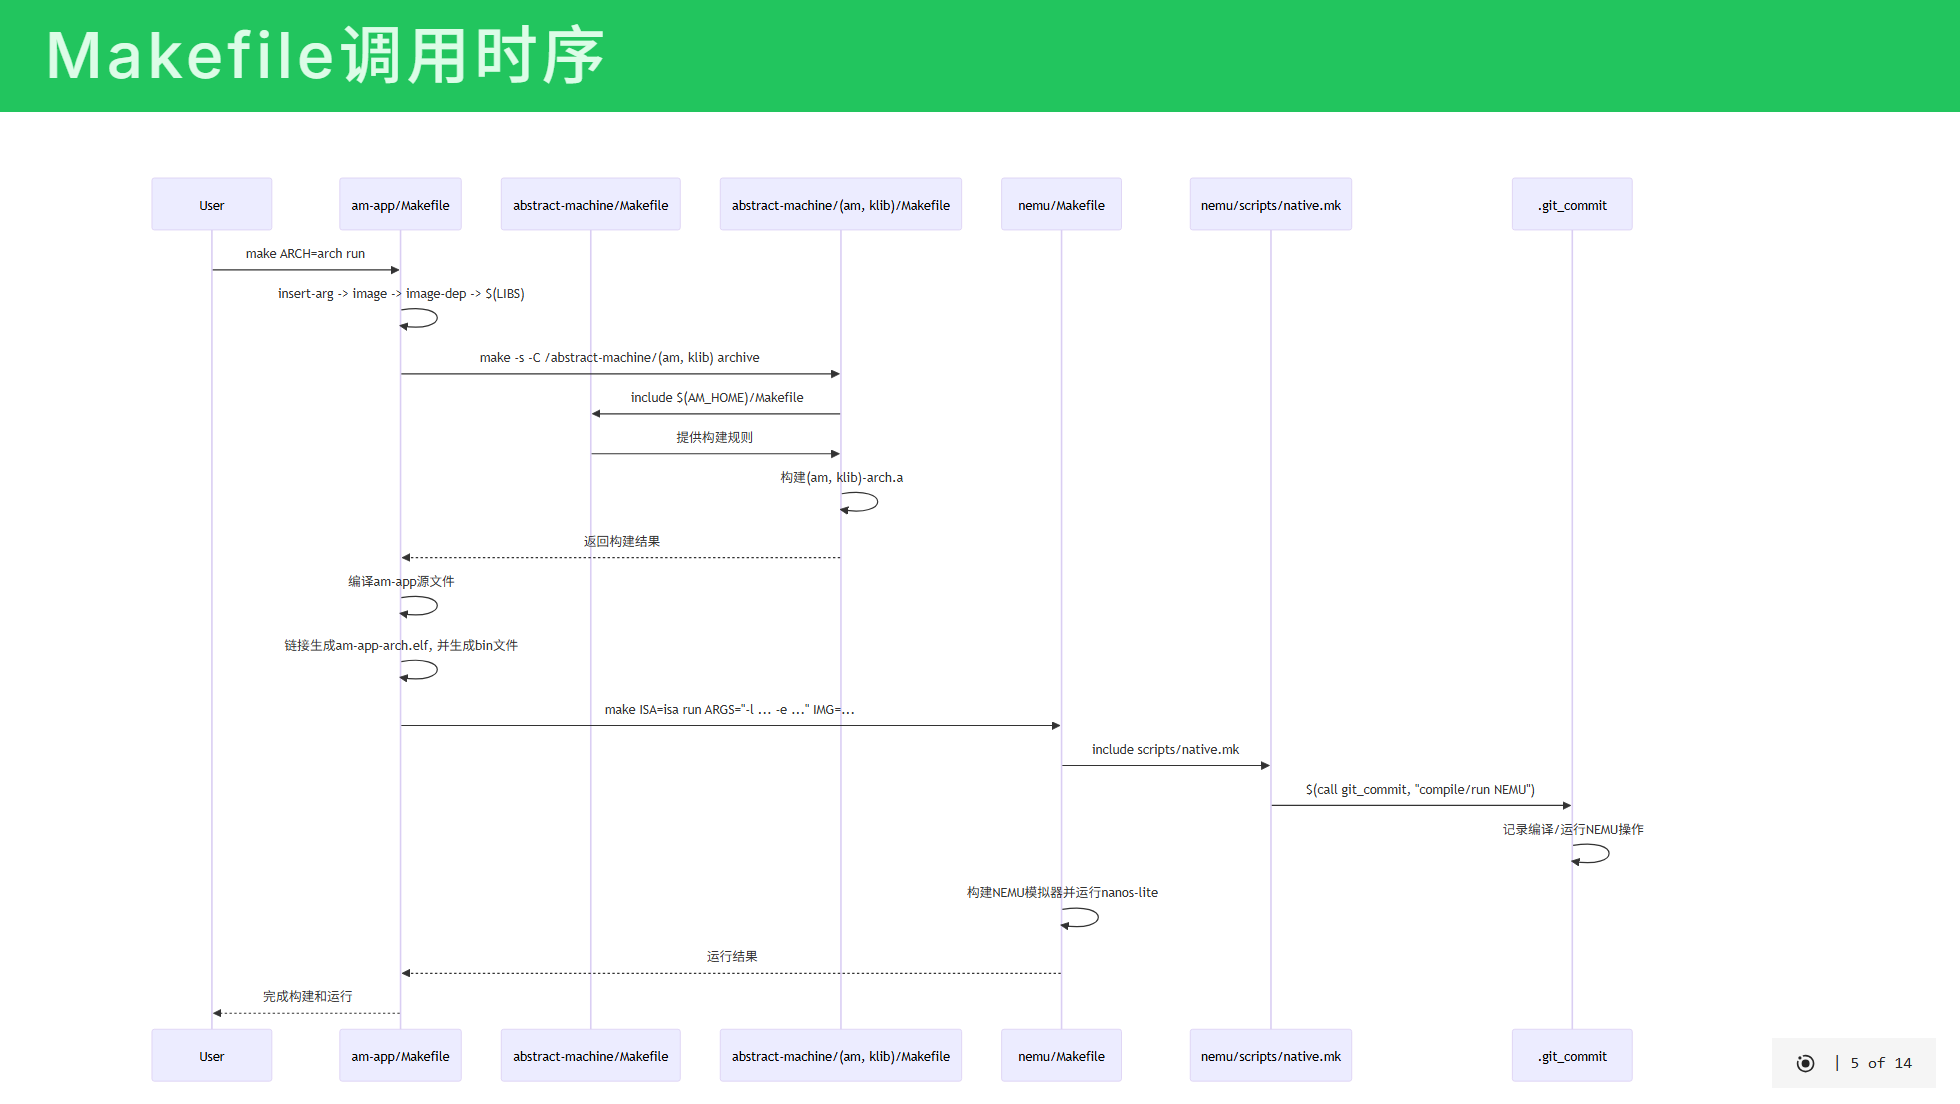 Makefile调用时序
User
am-app/Makefile
abstract-machine/Makefile
abstract-machine/(am, klib)/Makefile
nemu/Makefile
nemu/scripts/native.mk
.git_commit
make ARCH=arch run
insert-arg -> image -> image-dep -> $(LIBS)
make -s -C /abstract-machine/(am, klib) archive
include $(AM_HOME)/Makefile
提供构建规则
构建(am, klib)-arch.a
返回构建结果
编译am-app源文件
链接生成am-app-arch.elf, 并生成bin文件
make ISA=isa run ARGS="-l ... -e ..." IMG=...
include scripts/native.mk
$(call git_commit, "compile/run NEMU")
记录编译/运行NEMU操作
构建NEMU模拟器并运行nanos-lite
运行结果
完成构建和运行
User
am-app/Makefile
abstract-machine/Makefile
abstract-machine/(am, klib)/Makefile
nemu/Makefile
nemu/scripts/native.mk
.git_commit
| 5 of 14